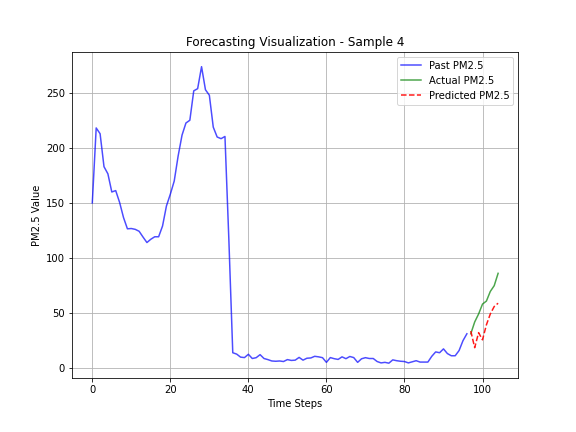 Forecasting Visualization - Sample 4
Past PM2.5
Actual PM2.5
Predicted PM2.5
PM2.5 Value
250
200
150
100
50
0
0 20 40 60 80 100
Time Steps